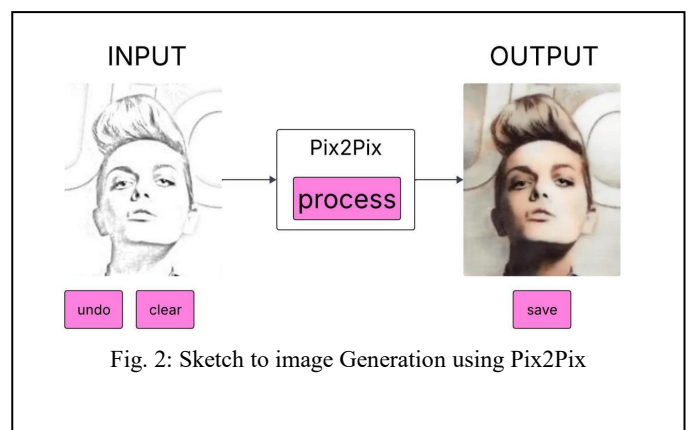 INPUT
OUTPUT
Pix2Pix
process
undo
clear
save
Fig. 2: Sketch to image Generation using Pix2Pix